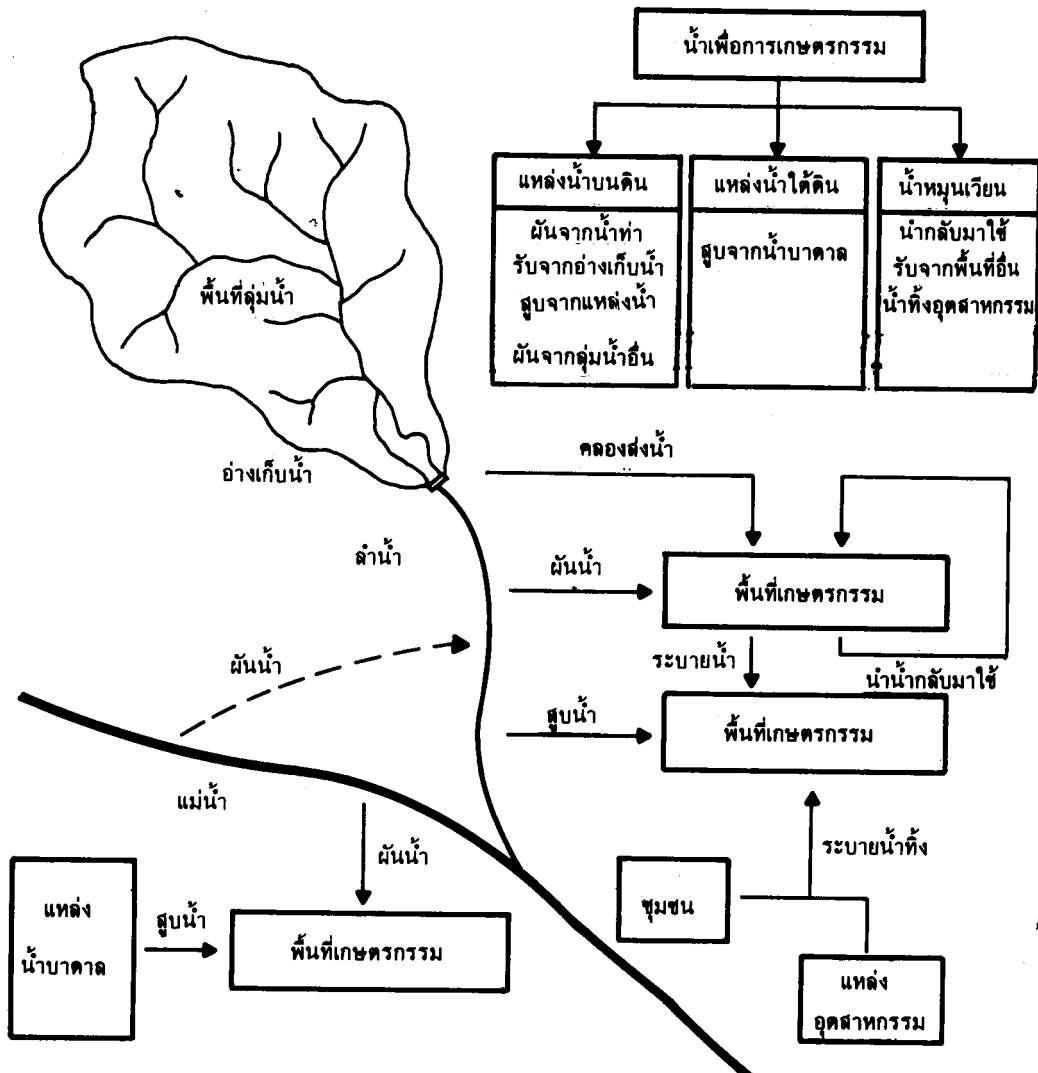 น้ำเพื่อการเกษตรกรรม
แหล่งน้ำบนดิน
ผันจากน้ำท่า
รับจากอ่างเก็บน้ำ
สูบจากแหล่งน้ำ
ผันจากลุ่มน้ำอื่น
แหล่งน้ำใต้ดิน
สูบจากน้ำบาดาล
น้ำหมุนเวียน
นำกลับมาใช้
รับจากพื้นที่อื่น
น้ำทิ้งอุตสาหกรรม
พื้นที่ลุ่มน้ำ
อ่างเก็บน้ำ
คลองส่งน้ำ
ลำน้ำ
ผันน้ำ
พื้นที่เกษตรกรรม
ผันน้ำ
ระบายน้ำ
นำน้ำกลับมาใช้
สูบน้ำ
พื้นที่เกษตรกรรม
แม่น้ำ
ผันน้ำ
ระบายน้ำทิ้ง
แหล่ง
น้ำบาดาล
สูบน้ำ
พื้นที่เกษตรกรรม
ชุมชน
แหล่ง
อุตสาหกรรม